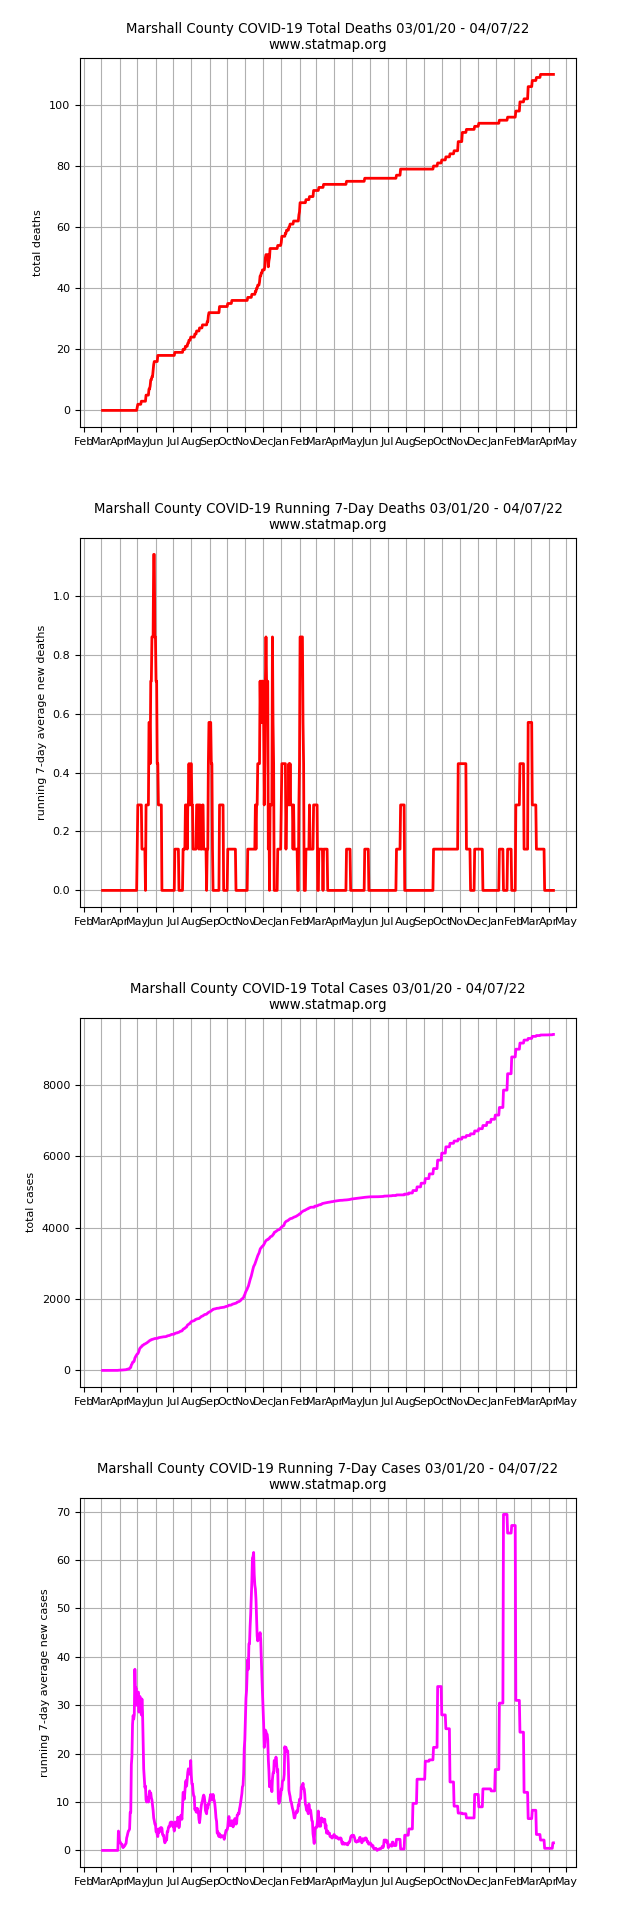 Marshall County COVID-19 Total Deaths 03/01/20 - 04/07/22
www.statmap.org
100
80
60
40
20
0
total deaths
Feb Mar Apr May Jun Jul Aug Sep Oct Nov Dec Jan Feb Mar Apr May Jun Jul Aug Sep Oct Nov Dec Jan Feb Mar Apr May
Marshall County COVID-19 Running 7-Day Deaths 03/01/20 - 04/07/22
www.statmap.org
1.0
0.8
0.6
0.4
0.2
0.0
running 7-day average new deaths
Feb Mar Apr May Jun Jul Aug Sep Oct Nov Dec Jan Feb Mar Apr May Jun Jul Aug Sep Oct Nov Dec Jan Feb Mar Apr May
Marshall County COVID-19 Total Cases 03/01/20 - 04/07/22
www.statmap.org
8000
6000
4000
2000
0
total cases
Feb Mar Apr May Jun Jul Aug Sep Oct Nov Dec Jan Feb Mar Apr May Jun Jul Aug Sep Oct Nov Dec Jan Feb Mar Apr May
Marshall County COVID-19 Running 7-Day Cases 03/01/20 - 04/07/22
www.statmap.org
70
60
50
40
30
20
10
0
running 7-day average new cases
Feb Mar Apr May Jun Jul Aug Sep Oct Nov Dec Jan Feb Mar Apr May Jun Jul Aug Sep Oct Nov Dec Jan Feb Mar Apr May